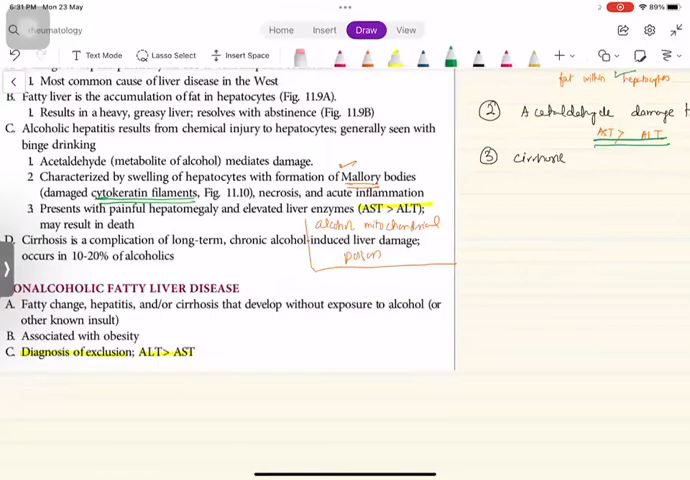 6:31 PM Mon 23 May
89%
Home
Insert
Draw
View
Text Mode
Lasso Select
Insert Space
1. Most common cause of liver disease in the West
B. Fatty liver is the accumulation of fat in hepatocytes (Fig. 11.9A).
1. Results in a heavy, greasy liver; resolves with abstinence (Fig. 11.9B)
C. Alcoholic hepatitis results from chemical injury to hepatocytes; generally seen with
binge drinking
1. Acetaldehyde (metabolite of alcohol) mediates damage.
2 Characterized by swelling of hepatocytes with formation of Mallory bodies
(damaged cytokeratin filaments, Fig. 11.10), necrosis, and acute inflammation
3 Presents with painful hepatomegaly and elevated liver enzymes (AST > ALT);
may result in death
alcohol mitochondrial
poison
D. Cirrhosis is a complication of long-term, chronic alcohol-induced liver damage;
occurs in 10-20% of alcoholics
ONALCOHOLIC FATTY LIVER DISEASE
A. Fatty change, hepatitis, and/or cirrhosis that develop without exposure to alcohol (or
other known insult)
B. Associated with obesity
C. Diagnosis of exclusion; ALT> AST
fat within hepatocytes
2 Acetaldehyde damage
AST > ALT
3 cirrhosis